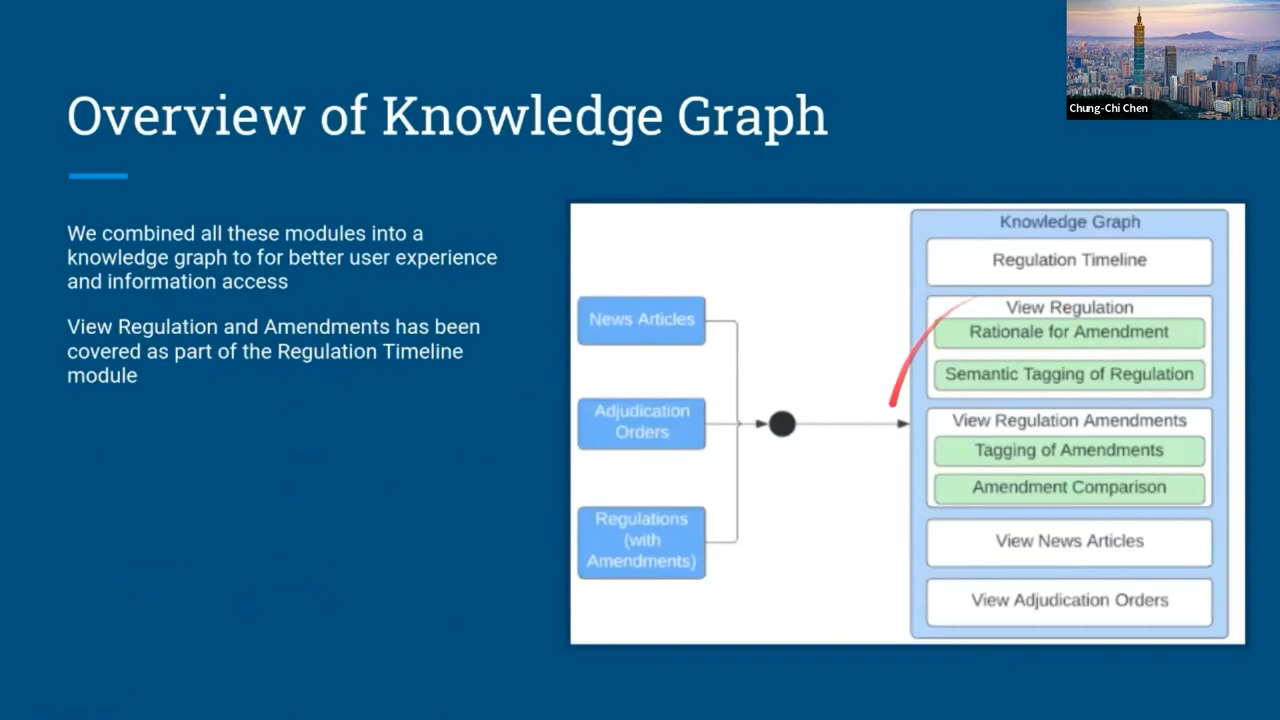 Chung-Chi Chen
Overview of Knowledge Graph
We combined all these modules into a
knowledge graph to for better user experience
and information access
View Regulation and Amendments has been
covered as part of the Regulation Timeline
module
News Articles
Adjudication
Orders
Regulations
(with
Amendments)
Knowledge Graph
Regulation Timeline
View Regulation
Rationale for Amendment
Semantic Tagging of Regulation
View Regulation Amendments
Tagging of Amendments
Amendment Comparison
View News Articles
View Adjudication Orders